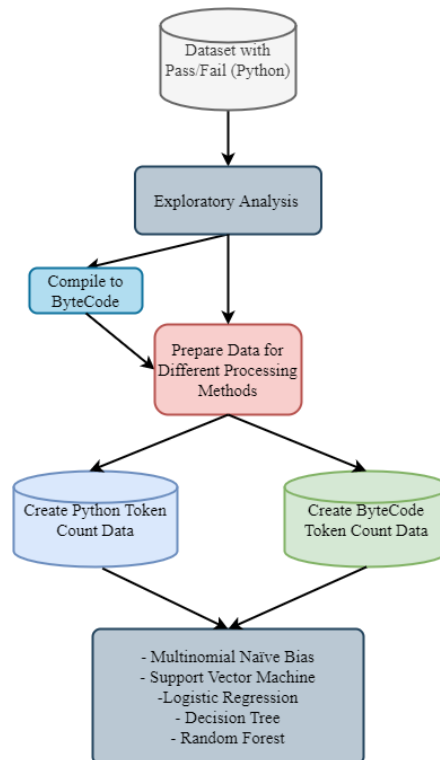 Dataset with
Pass/Fail (Python)
Exploratory Analysis
Compile to
ByteCode
Prepare Data for
Different Processing
Methods
Create Python Token
Count Data
Create ByteCode
Token Count Data
- Multinomial Naïve Bias
- Support Vector Machine
-Logistic Regression
- Decision Tree
- Random Forest